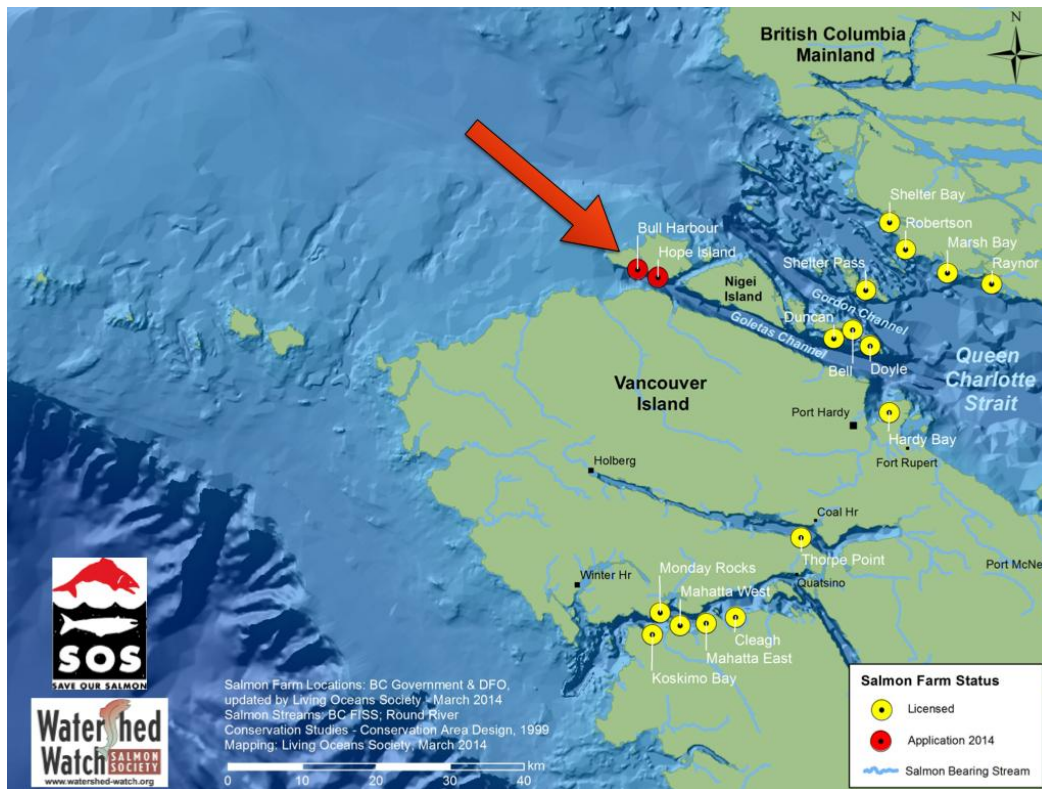 N
British Columbia
Mainland
Shelter Bay
Robertson
Bull Harbour
Marsh Bay
Hope Island
Shelter Pass
Raynor
Nigei
Island
Gordon Channel
Duncan
Goletas Channel
Bell
Doyle
Queen
Charlotte
Strait
Vancouver
Island
Port Hardy
Hardy Bay
Holberg
Fort Rupert
Coal Hr
Thorpe Point
Monday Rocks
Port McNe
Winter Hr
Mahatta West
Quatsino
Cleagh
Mahatta East
Koskimo Bay
SOS
SAVE OUR SALMON
Salmon Farm Locations: BC Government & DFO,
updated by Living Oceans Society - March 2014
Salmon Streams: BC FISS; Round River
Conservation Studies - Conservation Area Design, 1999
Mapping: Living Oceans Society, March 2014
km
0 10 20 30 40
Watershed
Watch SALMON
SOCIETY
www.watershed-watch.org
Salmon Farm Status
Licensed
Application 2014
Salmon Bearing Stream